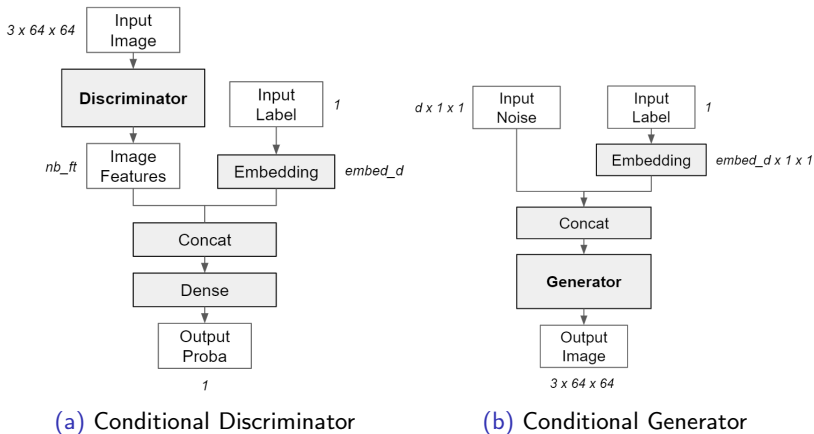 Input
Image
3 x 64 x 64
Discriminator
Image
Features
nb_ft
Input
Label
1
Embedding
embed_d
Concat
Dense
Output
Proba
1
(a) Conditional Discriminator
d x 1 x 1
Input
Noise
Input
Label
1
Embedding
embed_d x 1 x 1
Concat
Generator
Output
Image
3 x 64 x 64
(b) Conditional Generator